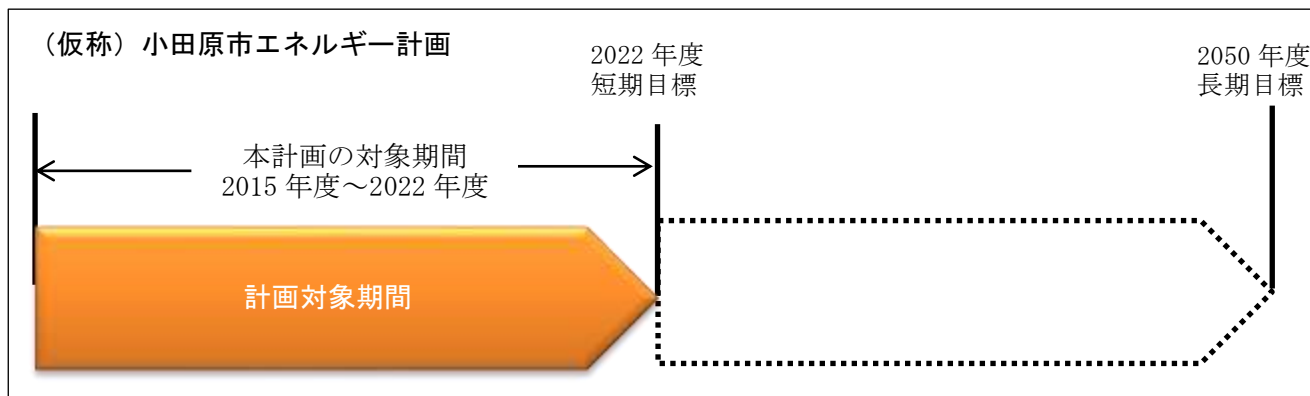 （仮称）小田原市エネルギー計画
2022 年度
短期目標
2050 年度
長期目標
本計画の対象期間
2015 年度～2022 年度
計画対象期間